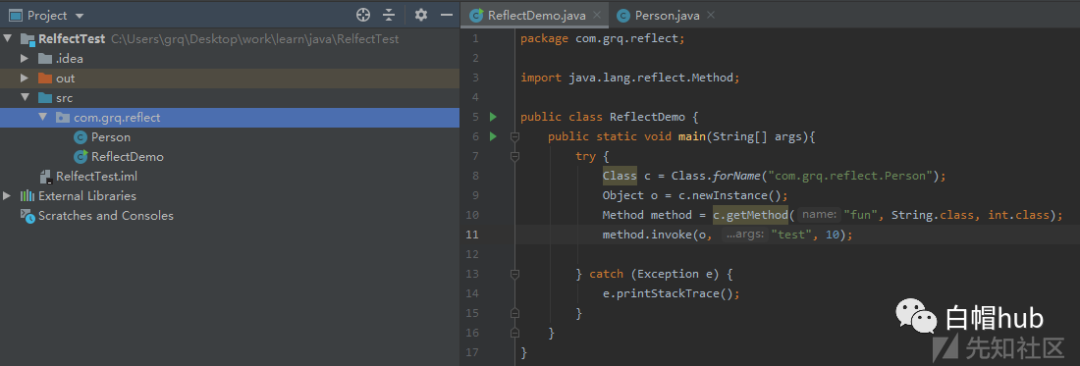 Project
RelfectTest C:\Users\grq\Desktop\work\learn\java\RelfectTest
.idea
out
src
com.grq.reflect
Person
ReflectDemo
RelfectTest.iml
External Libraries
Scratches and Consoles
ReflectDemo.java
Person.java
1 package com.grq.reflect;
2
3 import java.lang.reflect.Method;
4
5 public class ReflectDemo {
6 public static void main(String[] args){
7 try {
8 Class c = Class.forName("com.grq.reflect.Person");
9 Object o = c.newInstance();
10 Method method = c.getMethod( name: "fun", String.class, int.class);
11 method.invoke(o, ...args: "test", 10);
12
13 } catch (Exception e) {
14 e.printStackTrace();
15 }
16 }
17 }
白帽hub
先知社区